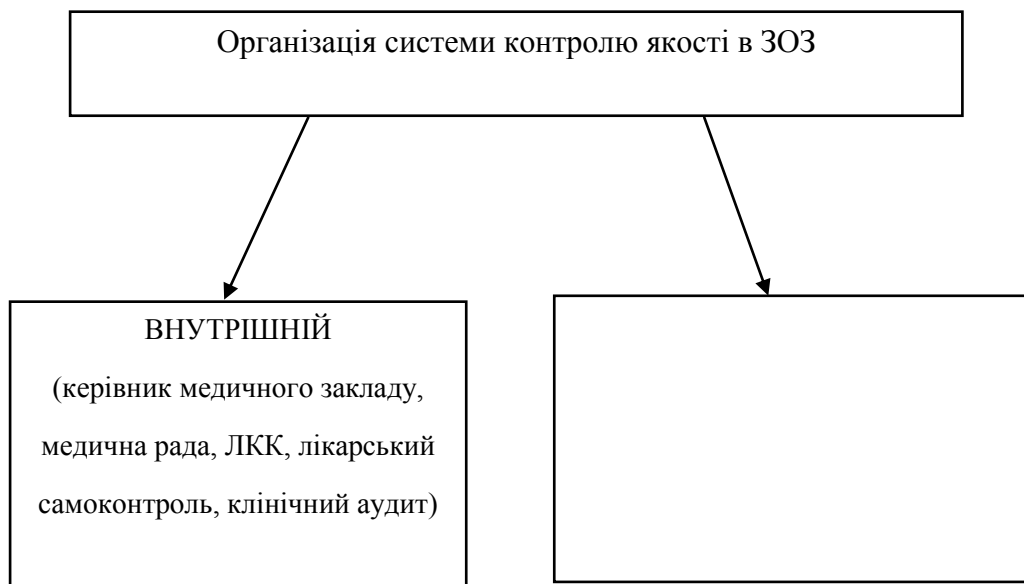 Організація системи контролю якості в ЗОЗ
ВНУТРІШНІЙ
(керівник медичного закладу,
медична рада, ЛКК, лікарський
самоконтроль, клінічний аудит)